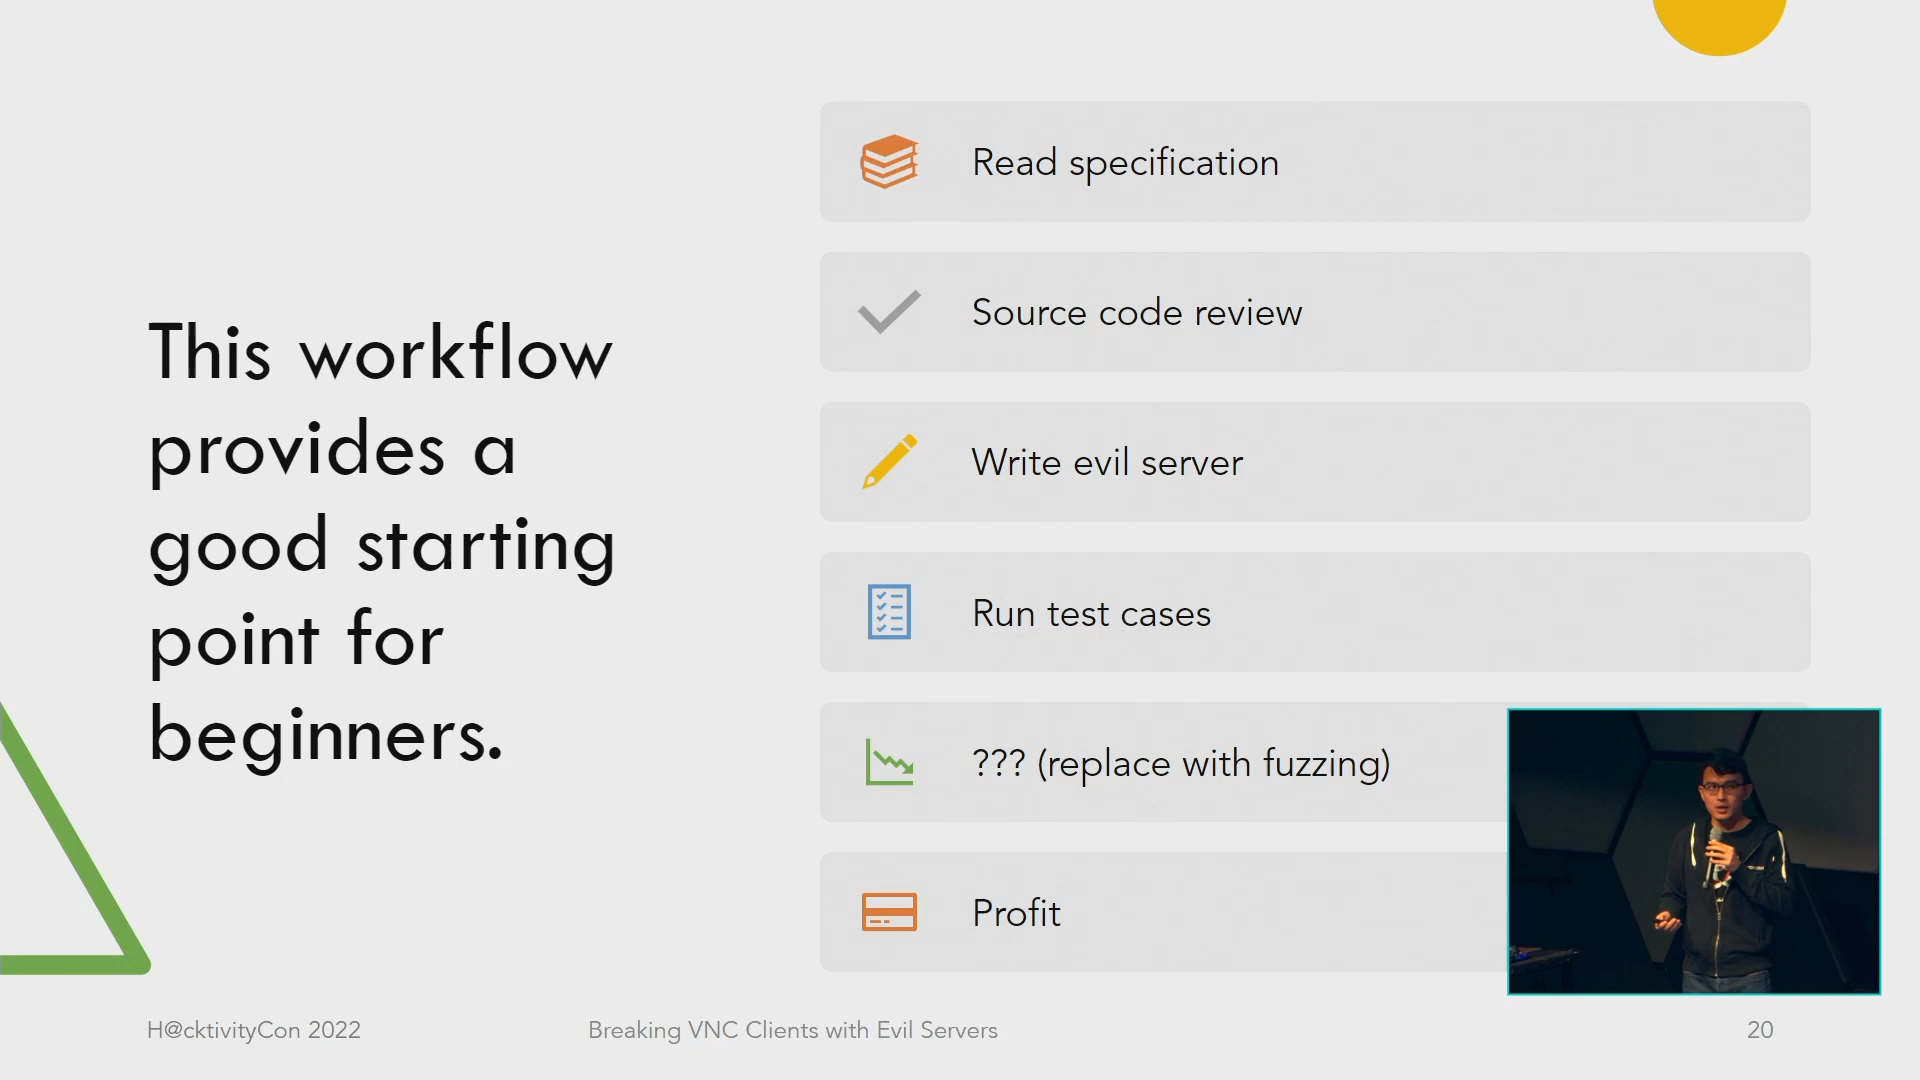 This workflow
provides a
good starting
point for
beginners.
Read specification
Source code review
Write evil server
Run test cases
??? (replace with fuzzing)
Profit
H@cktivityCon 2022
Breaking VNC Clients with Evil Servers
20